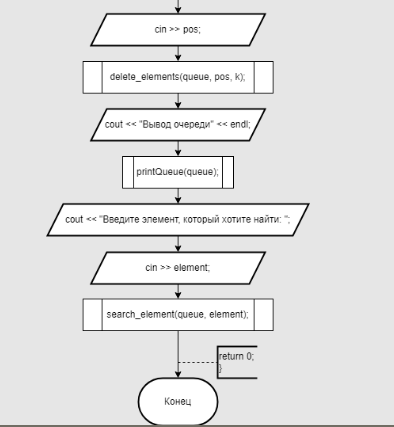 cin >> pos;
delete_elements(queue, pos, k);
cout << "Вывод очереди" << endl;
printQueue(queue);
cout << "Введите элемент, который хотите найти: ";
cin >> element;
search_element(queue, element);
return 0;
}
Конец